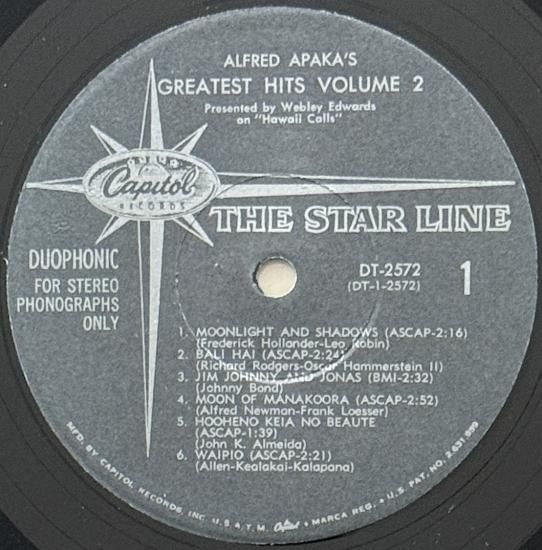 ALFRED APAKA'S
GREATEST HITS VOLUME 2
Presented by Webley Edwards
on "Hawaii Calls"
Capitol
RECORDS
THE STAR LINE
DUOPHONIC
FOR STEREO
PHONOGRAPHS
ONLY
DT-2572
(DT-1-2572)
1
1. MOONLIGHT AND SHADOWS (ASCAP-2:16)
(Frederick Hollander-Leo Robin)
2. BALI HAI (ASCAP-2:24)
(Richard Rodgers-Oscar Hammerstein II)
3. JIM JOHNNY AND JONAS (BMI-2:32)
(Johnny Bond)
4. MOON OF MANAKOORA (ASCAP-2:52)
(Alfred Newman-Frank Loesser)
5. HOOHENO KEIA NO BEAUTE
(ASCAP-1:39)
(John K. Almeida)
6. WAIPIO (ASCAP-2:21)
(Allen-Kealakai-Kalapana)
MFD. BY CAPITOL RECORDS, INC. U.S.A. T.M. Capitol • MARCA REG. • U.S. PAT. NO. 2,631,859